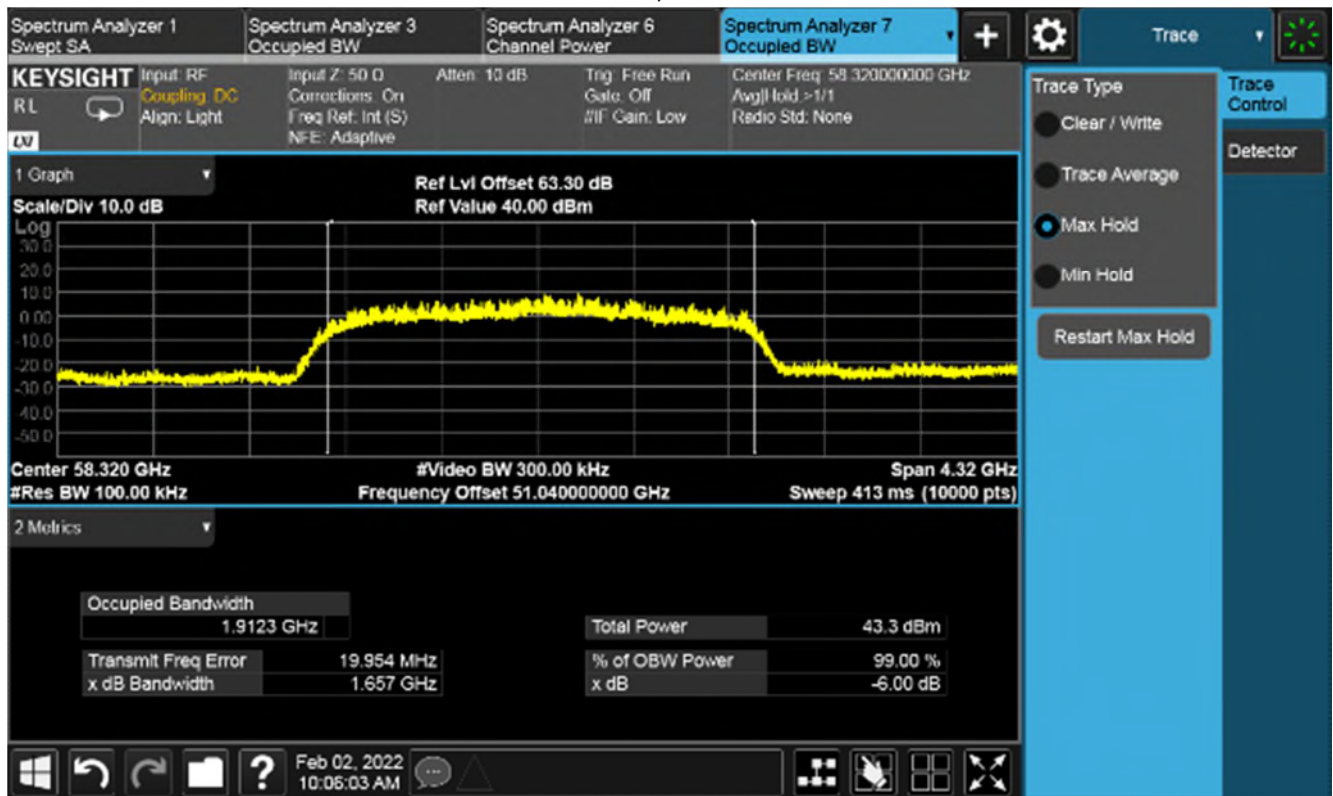 Spectrum Analyzer 1
Swept SA
Spectrum Analyzer 3
Occupied BW
Spectrum Analyzer 6
Channel Power
Spectrum Analyzer 7
Occupied BW
+
Trace
KEYSIGHT
RL
LXI
Input: RF
Coupling: DC
Align: Light
Input Z: 50 Ω
Corrections: On
Freq Ref: Int (S)
NFE: Adaptive
Atten: 10 dB
Trig: Free Run
Gate: Off
#IF Gain: Low
Center Freq: 58.320000000 GHz
Avg|Hold:>1/1
Radio Std: None
1 Graph
Scale/Div 10.0 dB
Ref Lvl Offset 63.30 dB
Ref Value 40.00 dBm
Log
30.0
20.0
10.0
0.00
-10.0
-20.0
-30.0
-40.0
-50.0
Center 58.320 GHz
#Res BW 100.00 kHz
#Video BW 300.00 kHz
Frequency Offset 51.040000000 GHz
Span 4.32 GHz
Sweep 413 ms (10000 pts)
2 Metrics
Occupied Bandwidth
1.9123 GHz
Total Power 43.3 dBm
Transmit Freq Error 19.954 MHz
% of OBW Power 99.00 %
x dB Bandwidth 1.657 GHz
x dB -6.00 dB
Trace Type
Clear / Write
Trace Average
Max Hold
Min Hold
Restart Max Hold
Trace
Control
Detector
?
Feb 02, 2022
10:06:03 AM